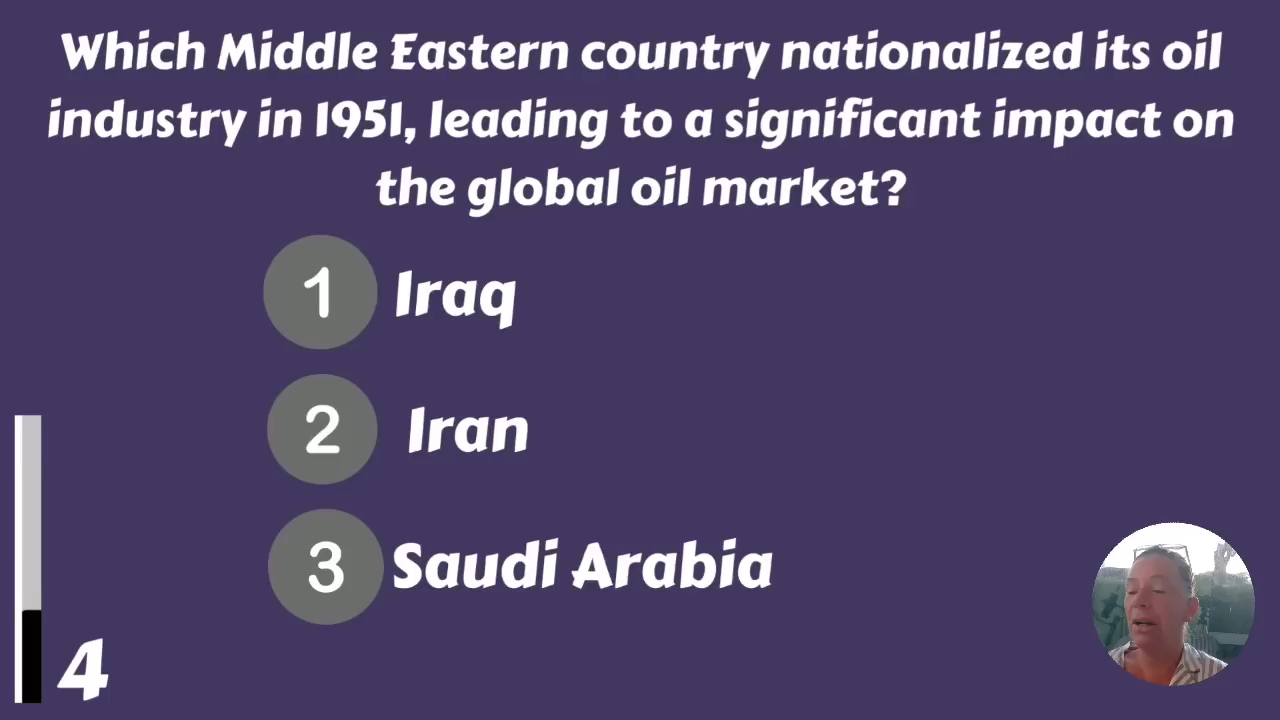 Which Middle Eastern country nationalized its oil
industry in 1951, leading to a significant impact on
the global oil market?
1 Iraq
2 Iran
3 Saudi Arabia
4